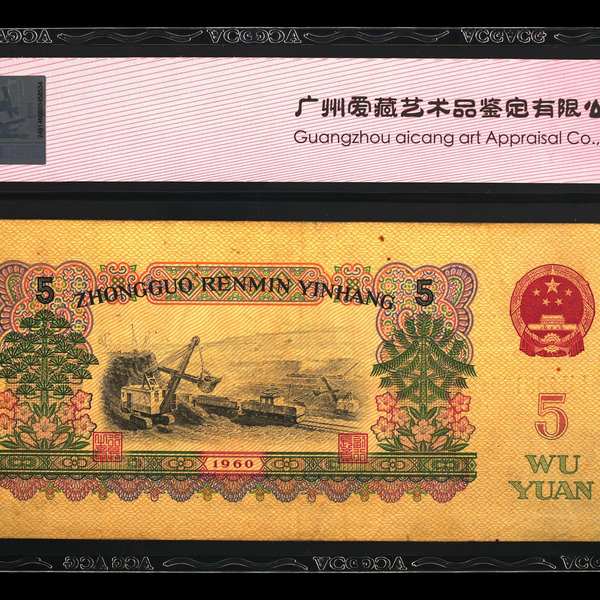 广州爱藏艺术品鉴定有限公
Guangzhou aicang art Appraisal Co.,
5 ZHONGGUO RENMIN YINHANG 5
5
1960
WU
YUAN